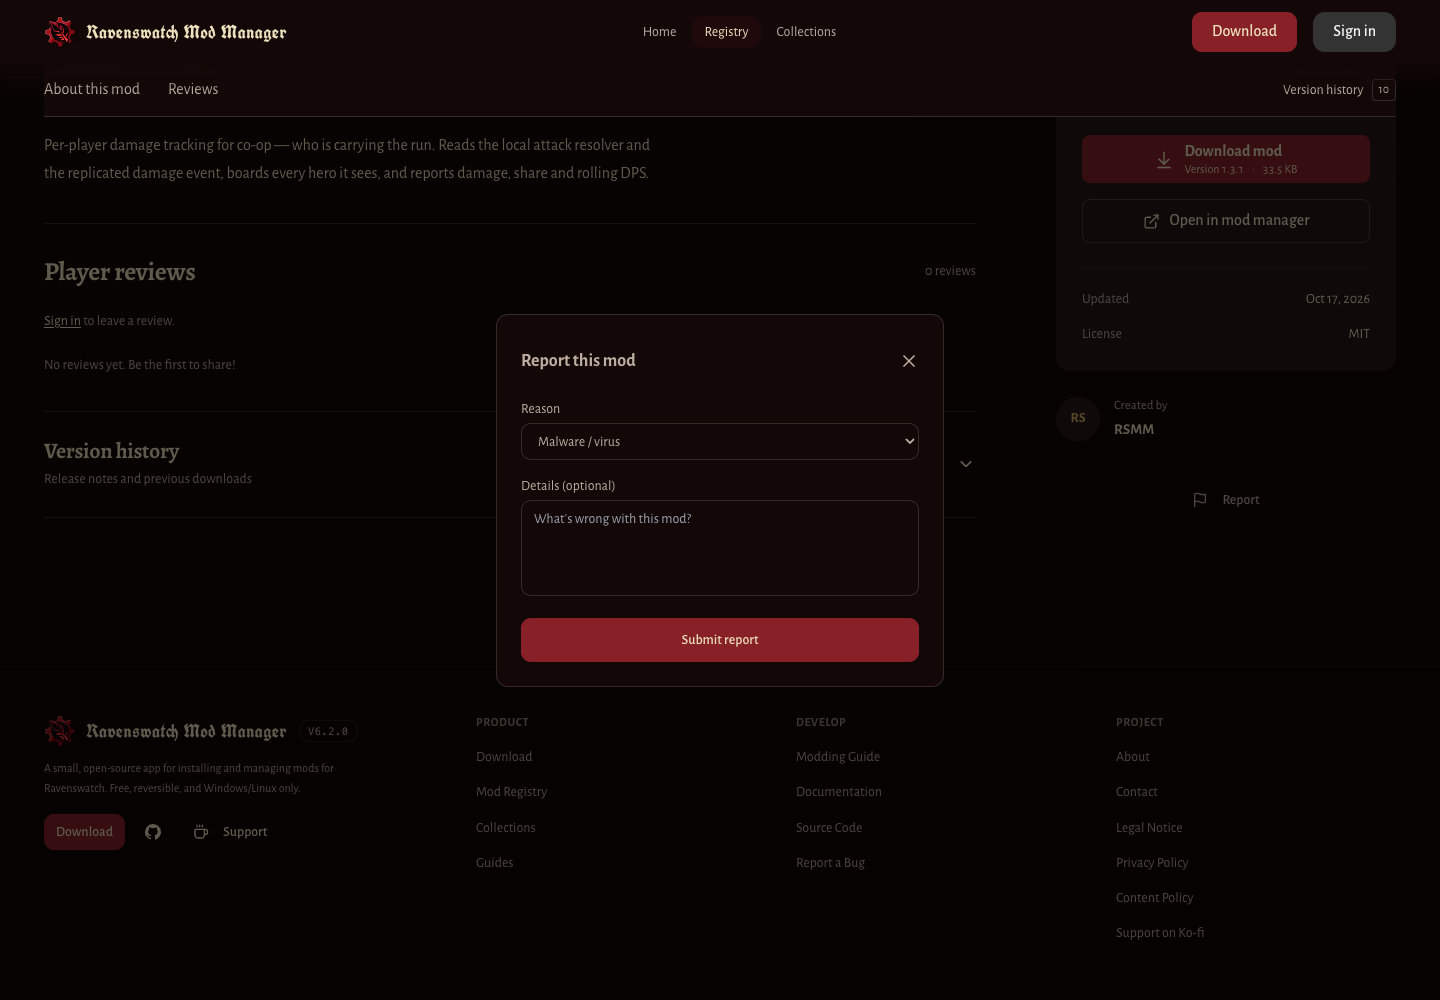 Ravenswatch Mod Manager
Home
Registry
Collections
Download
Sign in
About this mod
Reviews
Version history
10
Per-player damage tracking for co-op — who is carrying the run. Reads the local attack resolver and
the replicated damage event, boards every hero it sees, and reports damage, share and rolling DPS.
Download mod
Version 1.3.1 · 33.5 KB
Open in mod manager
Updated
Oct 17, 2026
License
MIT
RS
Created by
RSMM
Report
Player reviews
0 reviews
Sign in to leave a review.
No reviews yet. Be the first to share!
Version history
Release notes and previous downloads
Report this mod
Reason
Malware / virus
Details (optional)
What's wrong with this mod?
Submit report
Ravenswatch Mod Manager
V6.2.0
A small, open-source app for installing and managing mods for
Ravenswatch. Free, reversible, and Windows/Linux only.
Download
Support
PRODUCT
Download
Mod Registry
Collections
Guides
DEVELOP
Modding Guide
Documentation
Source Code
Report a Bug
PROJECT
About
Contact
Legal Notice
Privacy Policy
Content Policy
Support on Ko-fi